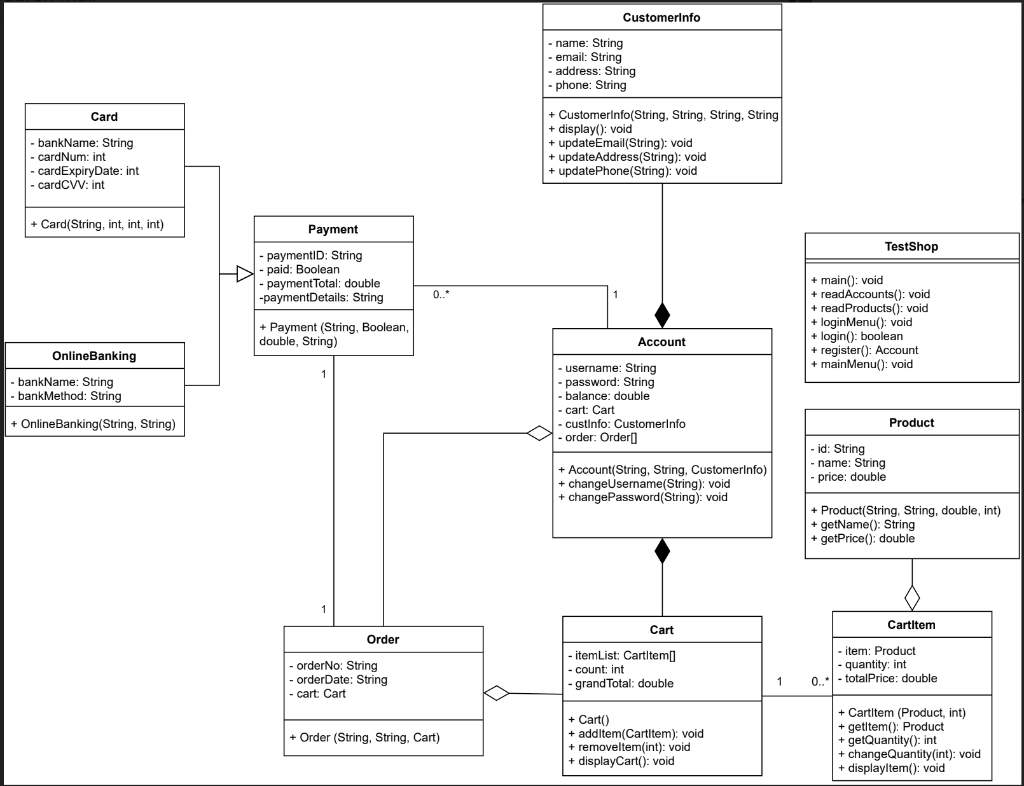 CustomerInfo
- name: String
- email: String
- address: String
- phone: String
+ CustomerInfo(String, String, String, String
+ display(): void
+ updateEmail(String): void
+ updateAddress(String): void
+ updatePhone(String): void
Card
- bankName: String
- cardNum: int
- cardExpiryDate: int
- cardCVV: int
+ Card(String, int, int, int)
Payment
- paymentID: String
- paid: Boolean
- paymentTotal: double
-paymentDetails: String
+ Payment (String, Boolean,
double, String)
0..*
1
TestShop
+ main(): void
+ readAccounts(): void
+ readProducts(): void
+ loginMenu(): void
+ login(): boolean
+ register(): Account
+ mainMenu(): void
OnlineBanking
- bankName: String
- bankMethod: String
+ OnlineBanking(String, String)
1
1
Account
- username: String
- password: String
- balance: double
- cart: Cart
- custInfo: CustomerInfo
- order: Order[]
+ Account(String, String, CustomerInfo)
+ changeUsername(String): void
+ changePassword(String): void
Product
- id: String
- name: String
- price: double
+ Product(String, String, double, int)
+ getName(): String
+ getPrice(): double
Order
- orderNo: String
- orderDate: String
- cart: Cart
+ Order (String, String, Cart)
Cart
- itemList: CartItem[]
- count: int
- grandTotal: double
+ Cart()
+ addItem(CartItem): void
+ removeItem(int): void
+ displayCart(): void
1
0..*
CartItem
- item: Product
- quantity: int
- totalPrice: double
+ CartItem (Product, int)
+ getItem(): Product
+ getQuantity(): int
+ changeQuantity(int): void
+ displayItem(): void